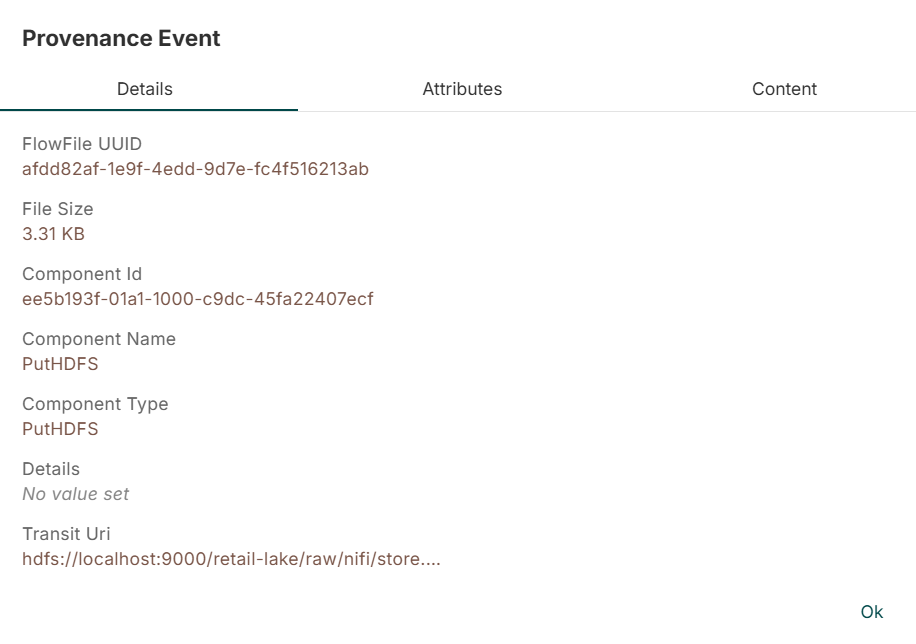 Provenance Event
Details Attributes Content
FlowFile UUID
afdd82af-1e9f-4edd-9d7e-fc4f516213ab
File Size
3.31 KB
Component Id
ee5b193f-01a1-1000-c9dc-45fa22407ecf
Component Name
PutHDFS
Component Type
PutHDFS
Details
No value set
Transit Uri
hdfs://localhost:9000/retail-lake/raw/nifi/store....
Ok